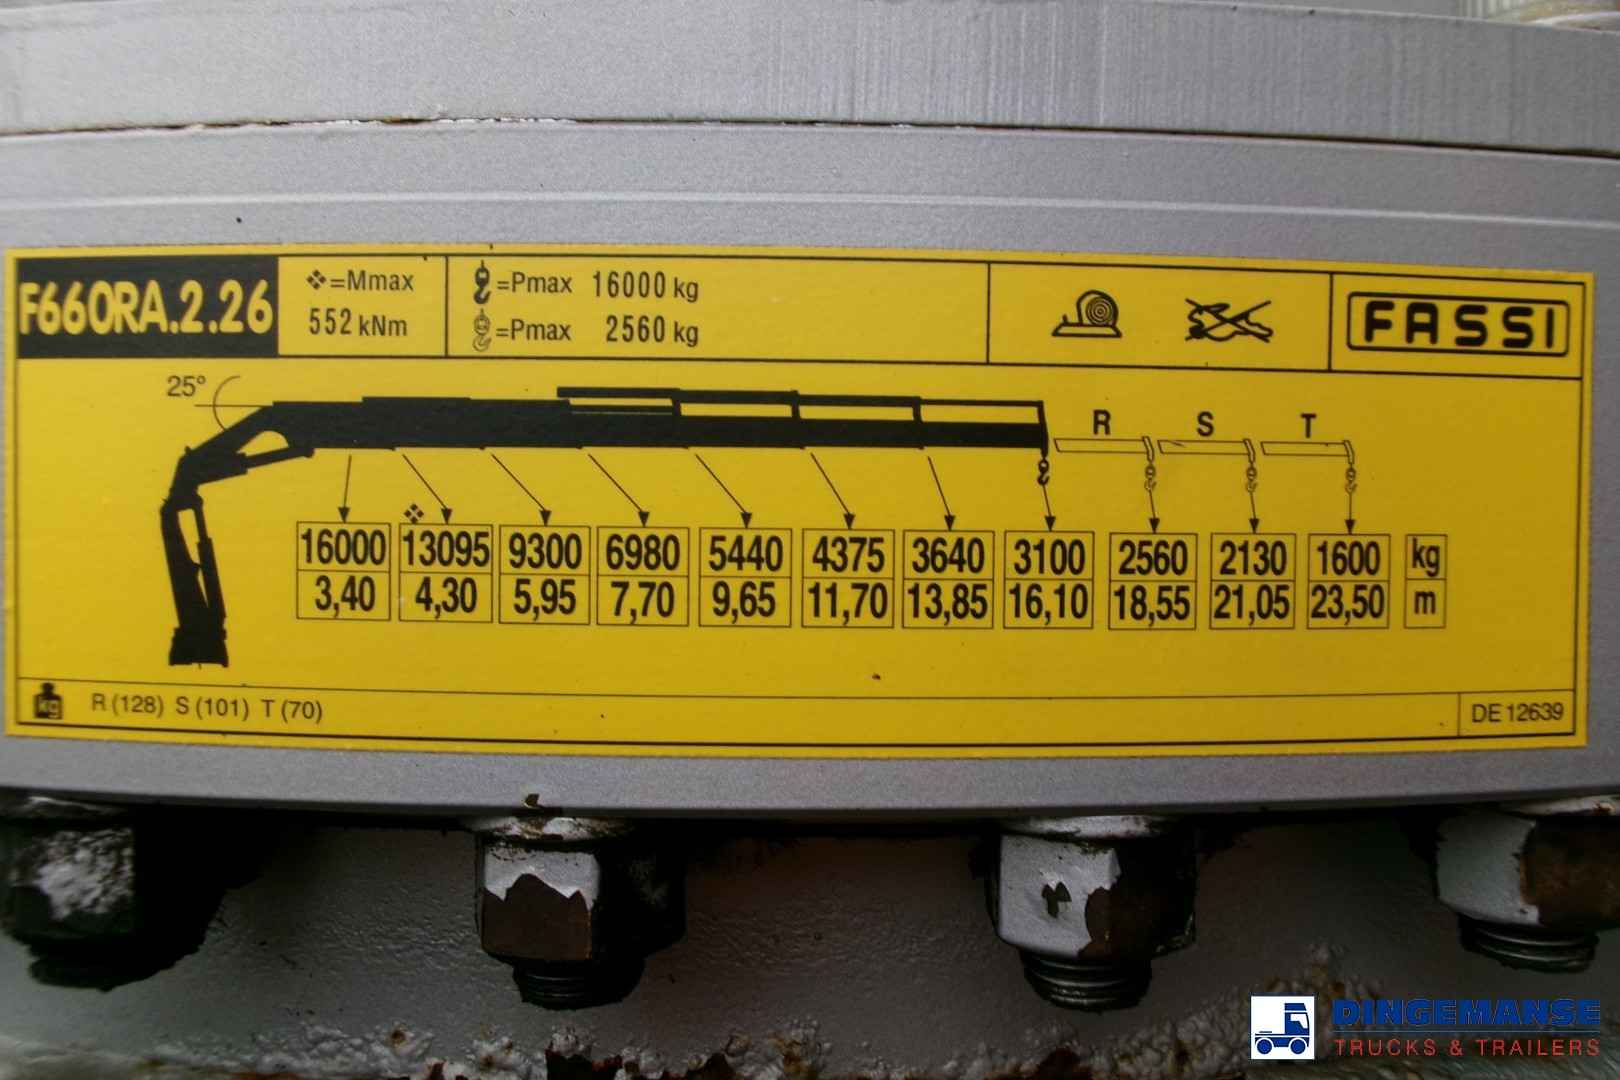 F660RA.2.26
❖=Mmax
552 kNm
=Pmax 16000 kg
=Pmax 2560 kg
FASSI
25°
R S T
❖
16000 13095 9300 6980 5440 4375 3640 3100 2560 2130 1600 kg
3,40 4,30 5,95 7,70 9,65 11,70 13,85 16,10 18,55 21,05 23,50 m
kg R (128) S (101) T (70)
DE 12639
DINGEMANSE
TRUCKS & TRAILERS